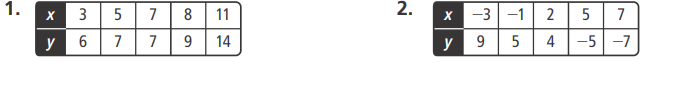 1. x 3 5 7 8 11
y 6 7 7 9 14
2. x −3 −1 2 5 7
y 9 5 4 −5 −7